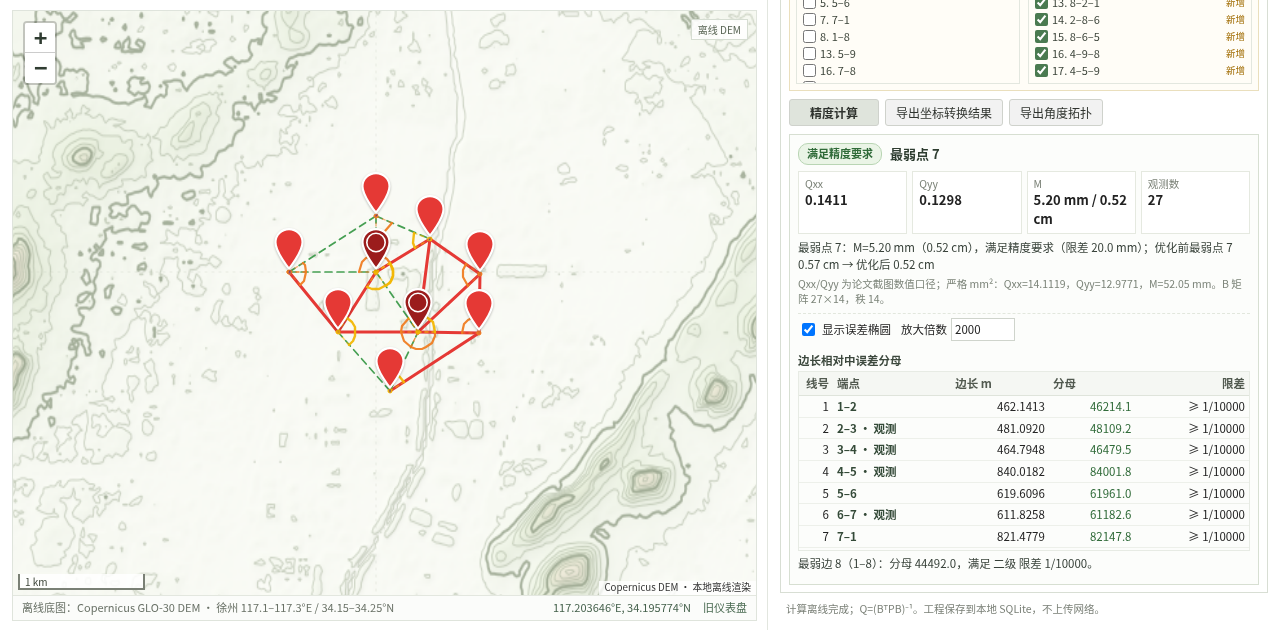 +
−
离线 DEM
1 km
Copernicus DEM · 本地离线渲染
离线底图：Copernicus GLO-30 DEM · 徐州 117.1–117.3°E / 34.15–34.25°N
117.203646°E, 34.195774°N 旧仪表盘
5. 5–6
7. 7–1
8. 1–8
13. 5–9
16. 7–8
13. 8–2–1 新增
14. 2–8–6 新增
15. 8–6–5 新增
16. 4–9–8 新增
17. 4–5–9 新增
精度计算 导出坐标转换结果 导出角度拓扑
满足精度要求 最弱点 7
Qxx
0.1411
Qyy
0.1298
M
5.20 mm / 0.52
cm
观测数
27
最弱点 7：M=5.20 mm（0.52 cm），满足精度要求（限差 20.0 mm）；优化前最弱点 7
0.57 cm → 优化后 0.52 cm
Qxx/Qyy 为论文截图数值口径；严格 mm²：Qxx=14.1119，Qyy=12.9771，M=52.05 mm。B 矩
阵 27×14，秩 14。
显示误差椭圆 放大倍数 2000
边长相对中误差分母
线号 端点 边长 m 分母 限差
1 1–2 462.1413 46214.1 ⩾ 1/10000
2 2–3 · 观测 481.0920 48109.2 ⩾ 1/10000
3 3–4 · 观测 464.7948 46479.5 ⩾ 1/10000
4 4–5 · 观测 840.0182 84001.8 ⩾ 1/10000
5 5–6 619.6096 61961.0 ⩾ 1/10000
6 6–7 · 观测 611.8258 61182.6 ⩾ 1/10000
7 7–1 821.4779 82147.8 ⩾ 1/10000
最弱边 8（1–8）：分母 44492.0，满足 二级 限差 1/10000。
计算离线完成；Q=(BᵀPB)⁻¹。工程保存到本地 SQLite，不上传网络。